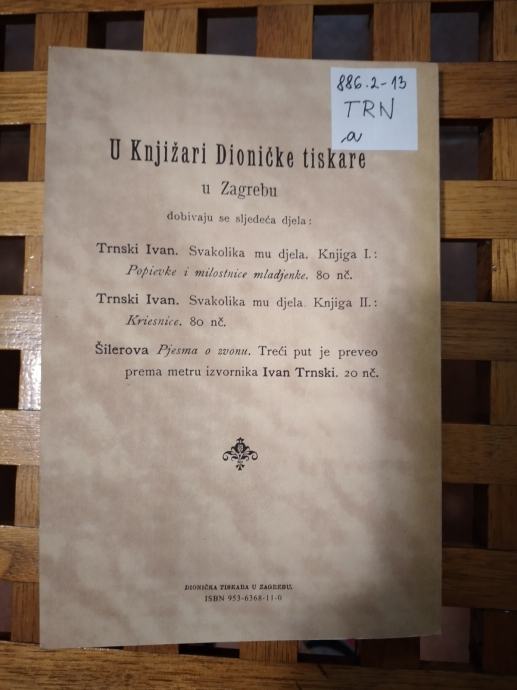 886.2-13
TRN
a
U Knjižari Dioničke tiskare
u Zagrebu
dobivaju se sljedeća djela:
Trnski Ivan. Svakolika mu djela. Knjiga I.:
Popievke i milostnice mladjenke. 80 nč.
Trnski Ivan. Svakolika mu djela. Knjiga II.:
Kriesnice. 80 nč.
Šilerova Pjesma o zvonu. Treći put je preveo
prema metru izvornika Ivan Trnski. 20 nč.
DIONIČKA TISKARA U ZAGREBU.
ISBN 953-6368-11-0